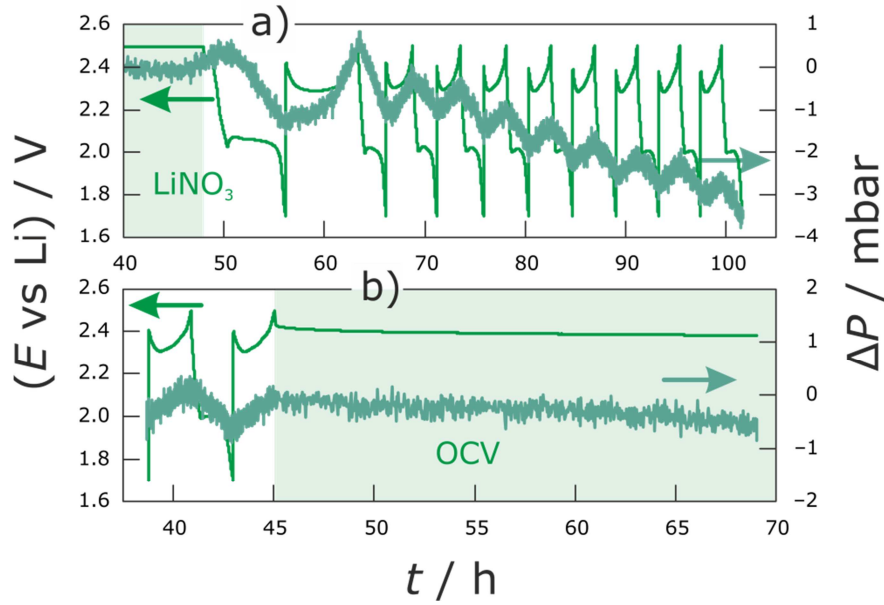 a)
2.6
2.4
2.2
2.0
1.8
1.6
LiNO₃
1
0
–1
–2
–3
–4
40 50 60 70 80 90 100
b)
2.6
2.4
2.2
2.0
1.8
1.6
OCV
2
1
0
–1
–2
40 45 50 55 60 65 70
(E vs Li) / V
ΔP / mbar
t / h